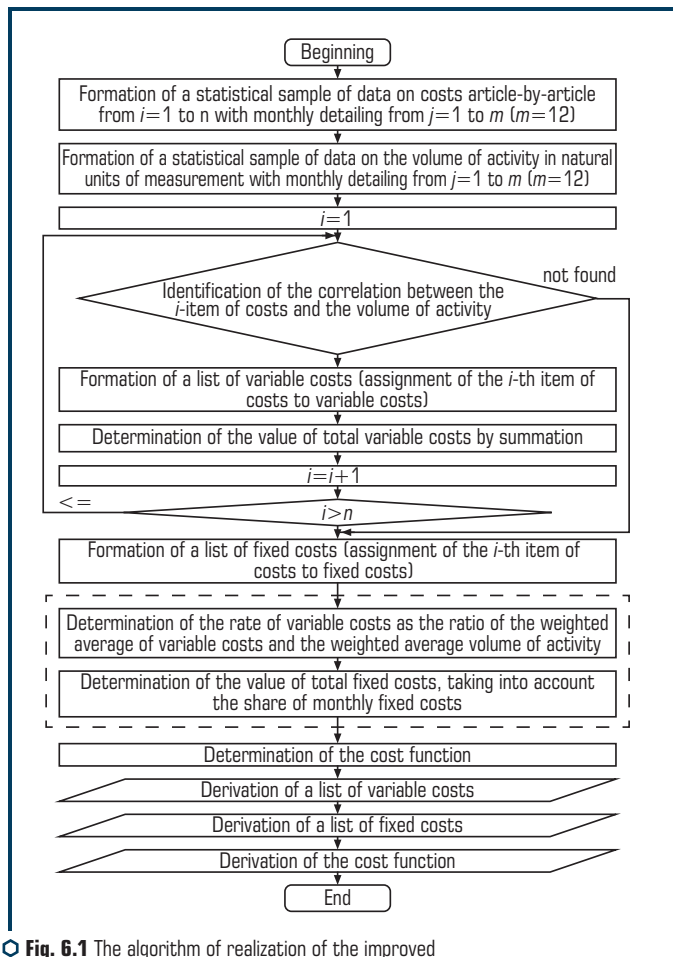 Beginning
Formation of a statistical sample of data on costs article-by-article
from i=1 to n with monthly detailing from j=1 to m (m=12)
Formation of a statistical sample of data on the volume of activity in natural
units of measurement with monthly detailing from j=1 to m (m=12)
i=1
not found
Identification of the correlation between the
i-item of costs and the volume of activity
Formation of a list of variable costs (assignment of the i-th item of
costs to variable costs)
Determination of the value of total variable costs by summation
i=i+1
<=
i>n
Formation of a list of fixed costs (assignment of the i-th item of
costs to fixed costs)
Determination of the rate of variable costs as the ratio of the weighted
average of variable costs and the weighted average volume of activity
Determination of the value of total fixed costs, taking into account
the share of monthly fixed costs
Determination of the cost function
Derivation of a list of variable costs
Derivation of a list of fixed costs
Derivation of the cost function
End
Fig. 6.1 The algorithm of realization of the improved